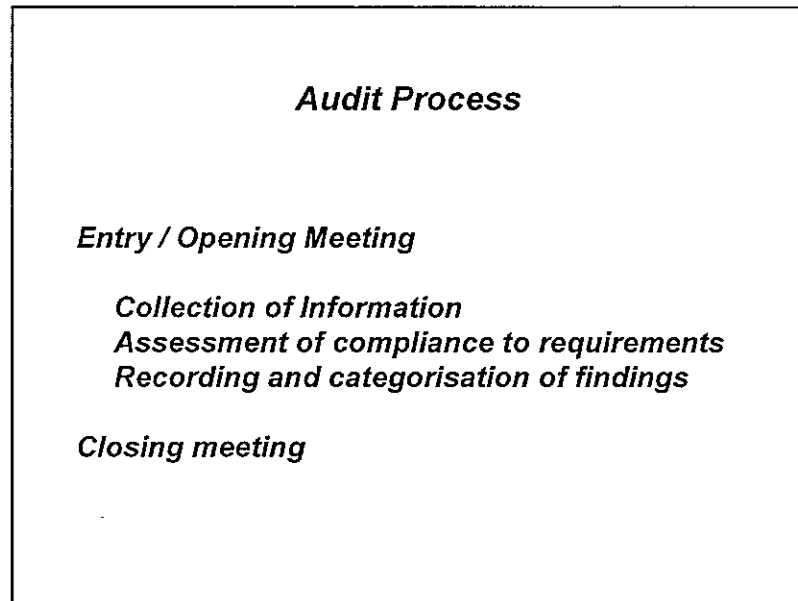 Audit Process
Entry / Opening Meeting
Collection of Information
Assessment of compliance to requirements
Recording and categorisation of findings
Closing meeting